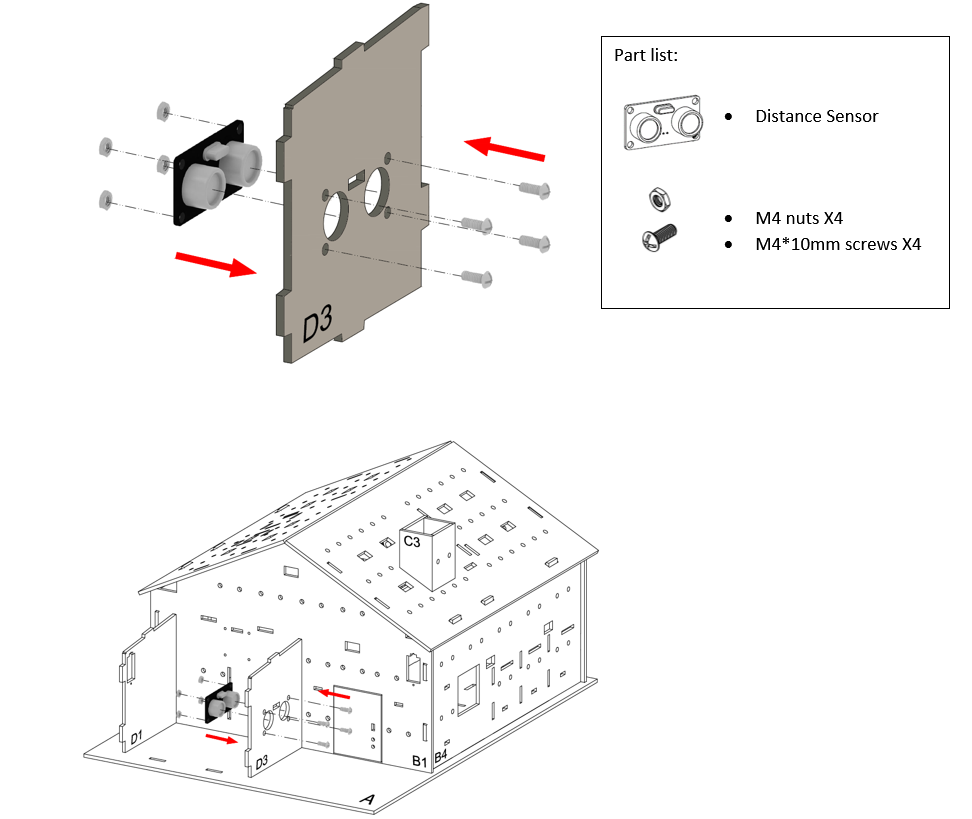 Part list:
Distance Sensor
M4 nuts X4
M4*10mm screws X4
D3
C3
D1
D3
B1
B4
A